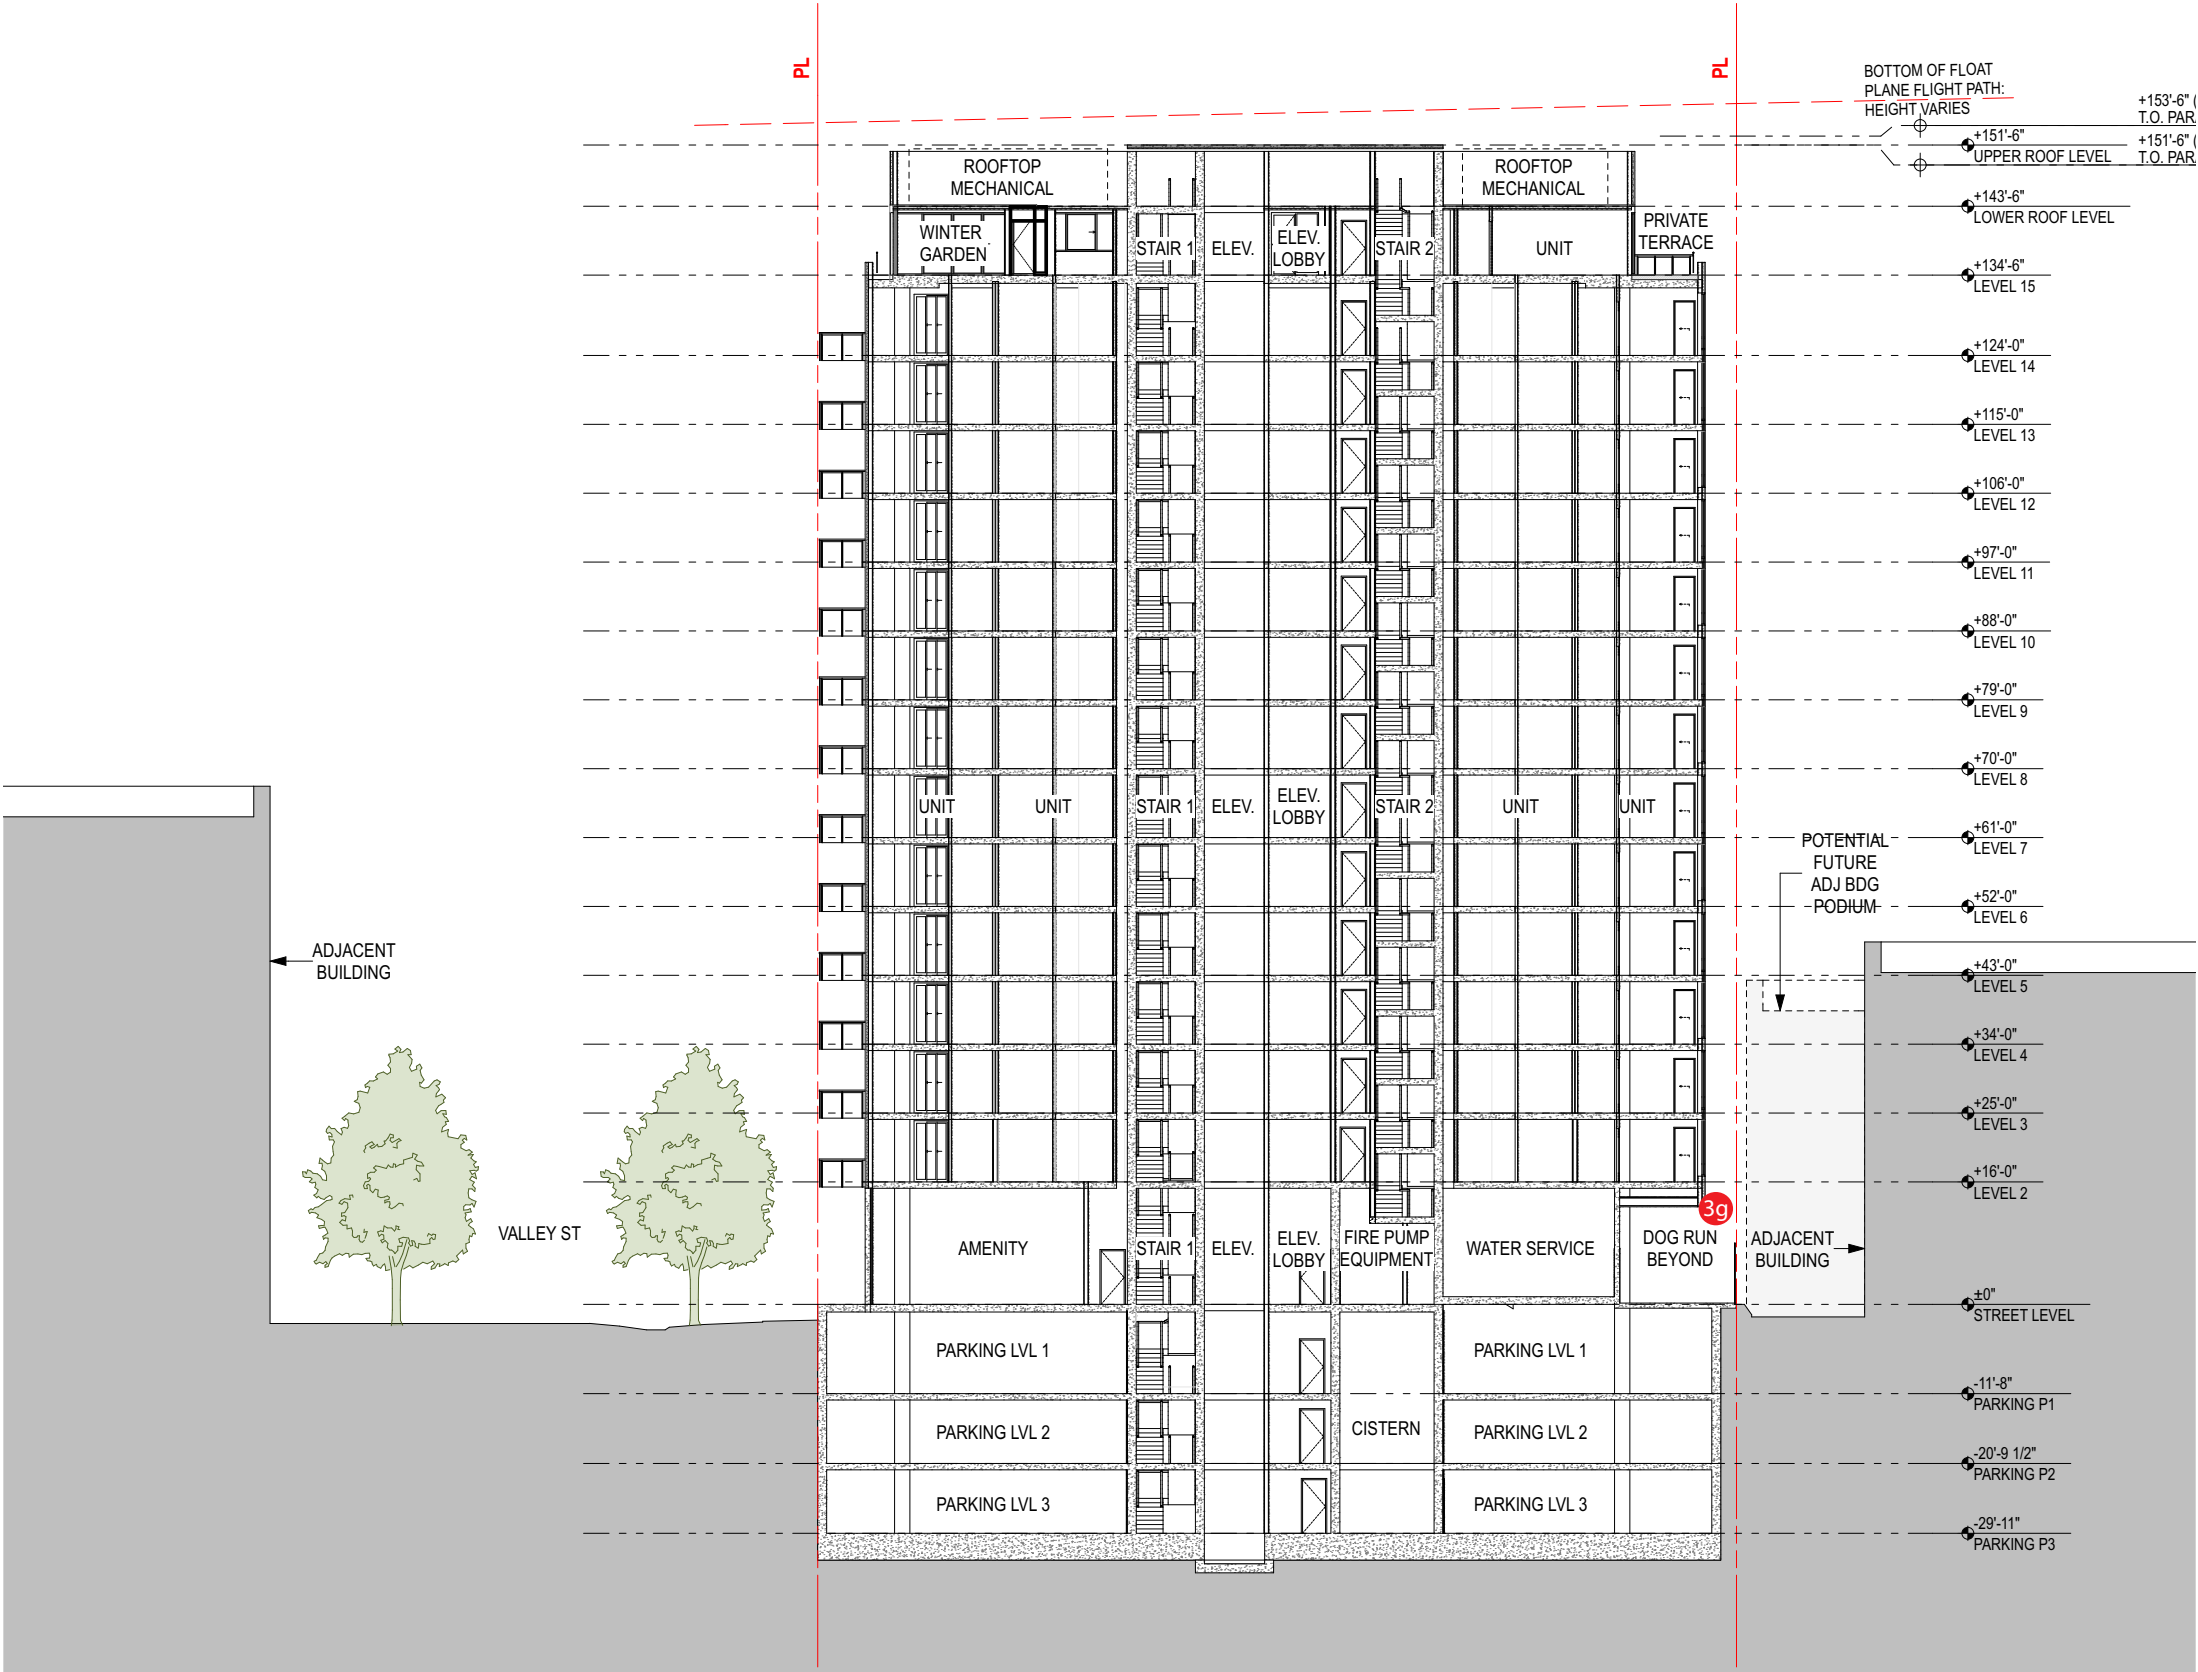 PL
PL
BOTTOM OF FLOAT
PLANE FLIGHT PATH:
HEIGHT VARIES
+153'-6" (
T.O. PAR
+151'-6"
UPPER ROOF LEVEL
+151'-6" (
T.O. PAR
+143'-6"
LOWER ROOF LEVEL
+134'-6"
LEVEL 15
+124'-0"
LEVEL 14
+115'-0"
LEVEL 13
+106'-0"
LEVEL 12
+97'-0"
LEVEL 11
+88'-0"
LEVEL 10
+79'-0"
LEVEL 9
+70'-0"
LEVEL 8
+61'-0"
LEVEL 7
+52'-0"
LEVEL 6
+43'-0"
LEVEL 5
+34'-0"
LEVEL 4
+25'-0"
LEVEL 3
+16'-0"
LEVEL 2
±0"
STREET LEVEL
-11'-8"
PARKING P1
-20'-9 1/2"
PARKING P2
-29'-11"
PARKING P3
ROOFTOP
MECHANICAL
ROOFTOP
MECHANICAL
WINTER
GARDEN
STAIR 1
ELEV.
ELEV.
LOBBY
STAIR 2
UNIT
PRIVATE
TERRACE
UNIT
UNIT
STAIR 1
ELEV.
ELEV.
LOBBY
STAIR 2
UNIT
UNIT
POTENTIAL
FUTURE
ADJ BDG
PODIUM
ADJACENT
BUILDING
VALLEY ST
AMENITY
STAIR 1
ELEV.
ELEV.
LOBBY
FIRE PUMP
EQUIPMENT
WATER SERVICE
3g
DOG RUN
BEYOND
ADJACENT
BUILDING
PARKING LVL 1
PARKING LVL 1
PARKING LVL 2
CISTERN
PARKING LVL 2
PARKING LVL 3
PARKING LVL 3